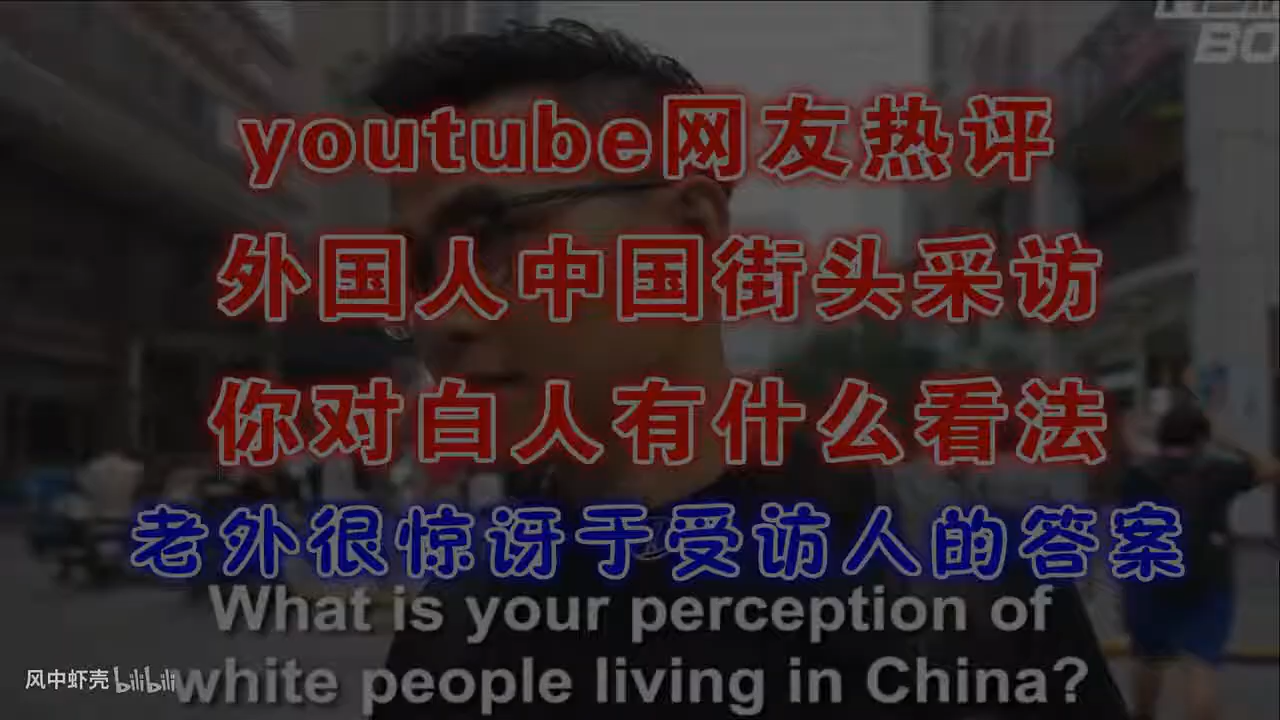 BO
youtube网友热评
外国人中国街头采访
你对白人有什么看法
老外很惊讶于受访人的答案
What is your perception of
white people living in China?
风中虾壳 bilibili